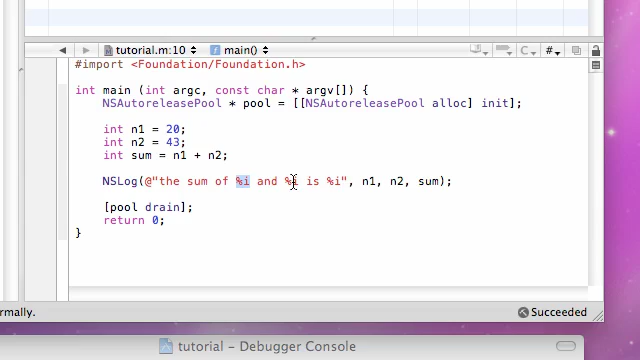 tutorial.m:10 main() C, #,
#import <Foundation/Foundation.h>
int main (int argc, const char * argv[]) {
NSAutoreleasePool * pool = [[NSAutoreleasePool alloc] init];
int n1 = 20;
int n2 = 43;
int sum = n1 + n2;
NSLog(@"the sum of %i and %i is %i", n1, n2, sum);
[pool drain];
return 0;
}
rmally.
Succeeded
tutorial – Debugger Console